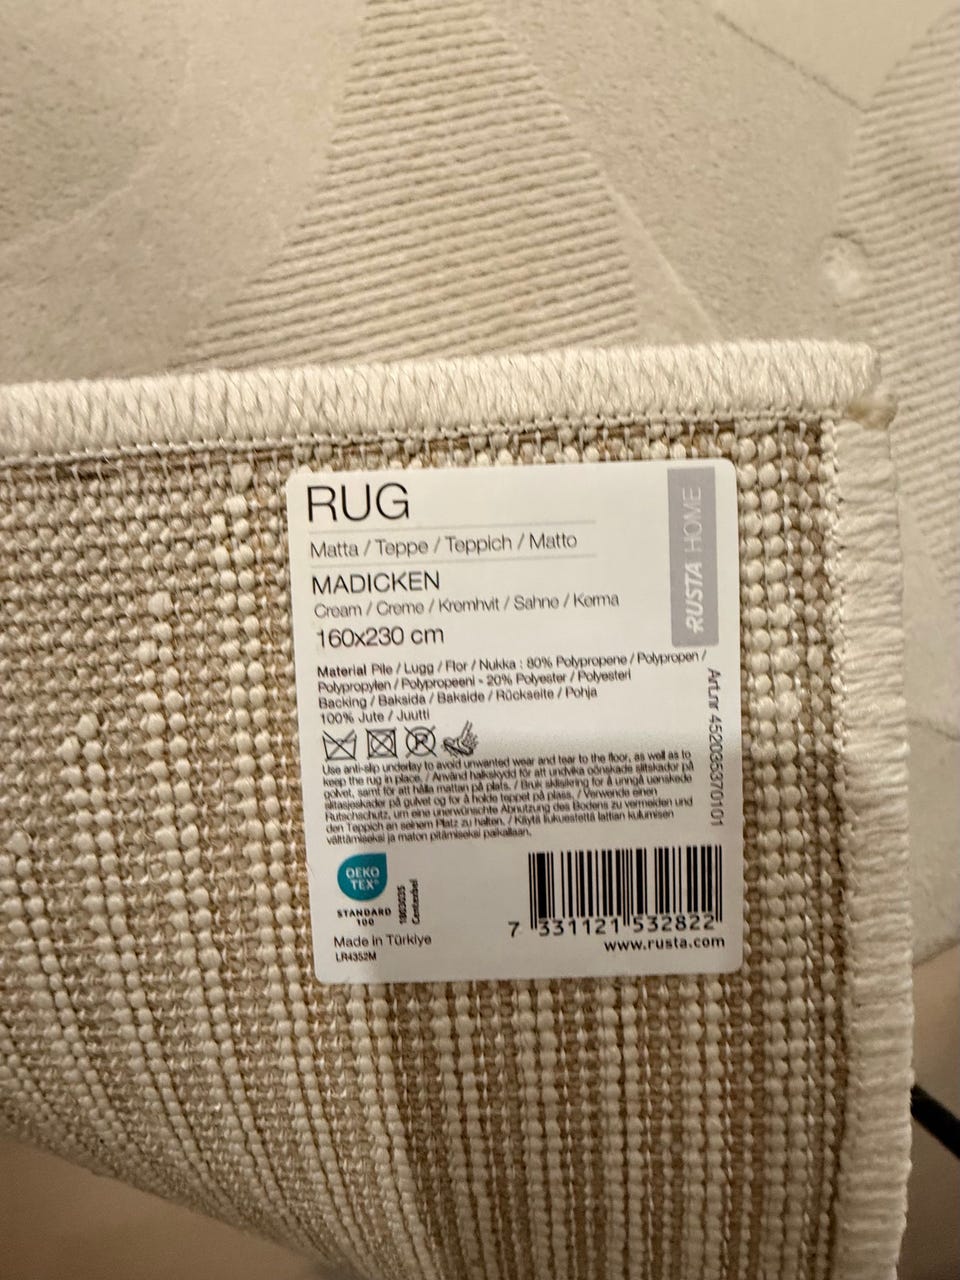 RUG
Matta / Teppe / Teppich / Matto
MADICKEN
Cream / Creme / Kremhvit / Sahne / Kerma
160x230 cm
RUSTA HOME
Material Pile / Lugg / Flor / Nukka : 80% Polypropene / Polypropen /
Polypropylen / Polypropeeni - 20% Polyester / Polyesteri
Backing / Baksida / Bakside / Rückseite / Pohja
100% Jute / Juutti
Art.nr 452036370101
Use anti-slip underlay to avoid unwanted wear and tear to the floor, as well as to
keep the rug in place. / Använd halkskydd för att undvika oönskade slitskador på
golvet, samt för att hålla mattan på plats. / Bruk sklisikring for å unngå uønskede
slitasjeskader på gulvet og for å holde teppet på plass. / Verwende einen
Rutschschutz, um eine unerwünschte Abnutzung des Bodens zu vermeiden und
den Teppich an seinem Platz zu halten. / Käytä liukuestettä lattian kulumisen
välttämiseksi ja maton pitämiseksi paikallaan.
OEKO
TEX®
STANDARD
100
1803035
Centexbel
Made in Türkiye
LR4352M
7 331121 532822
www.rusta.com